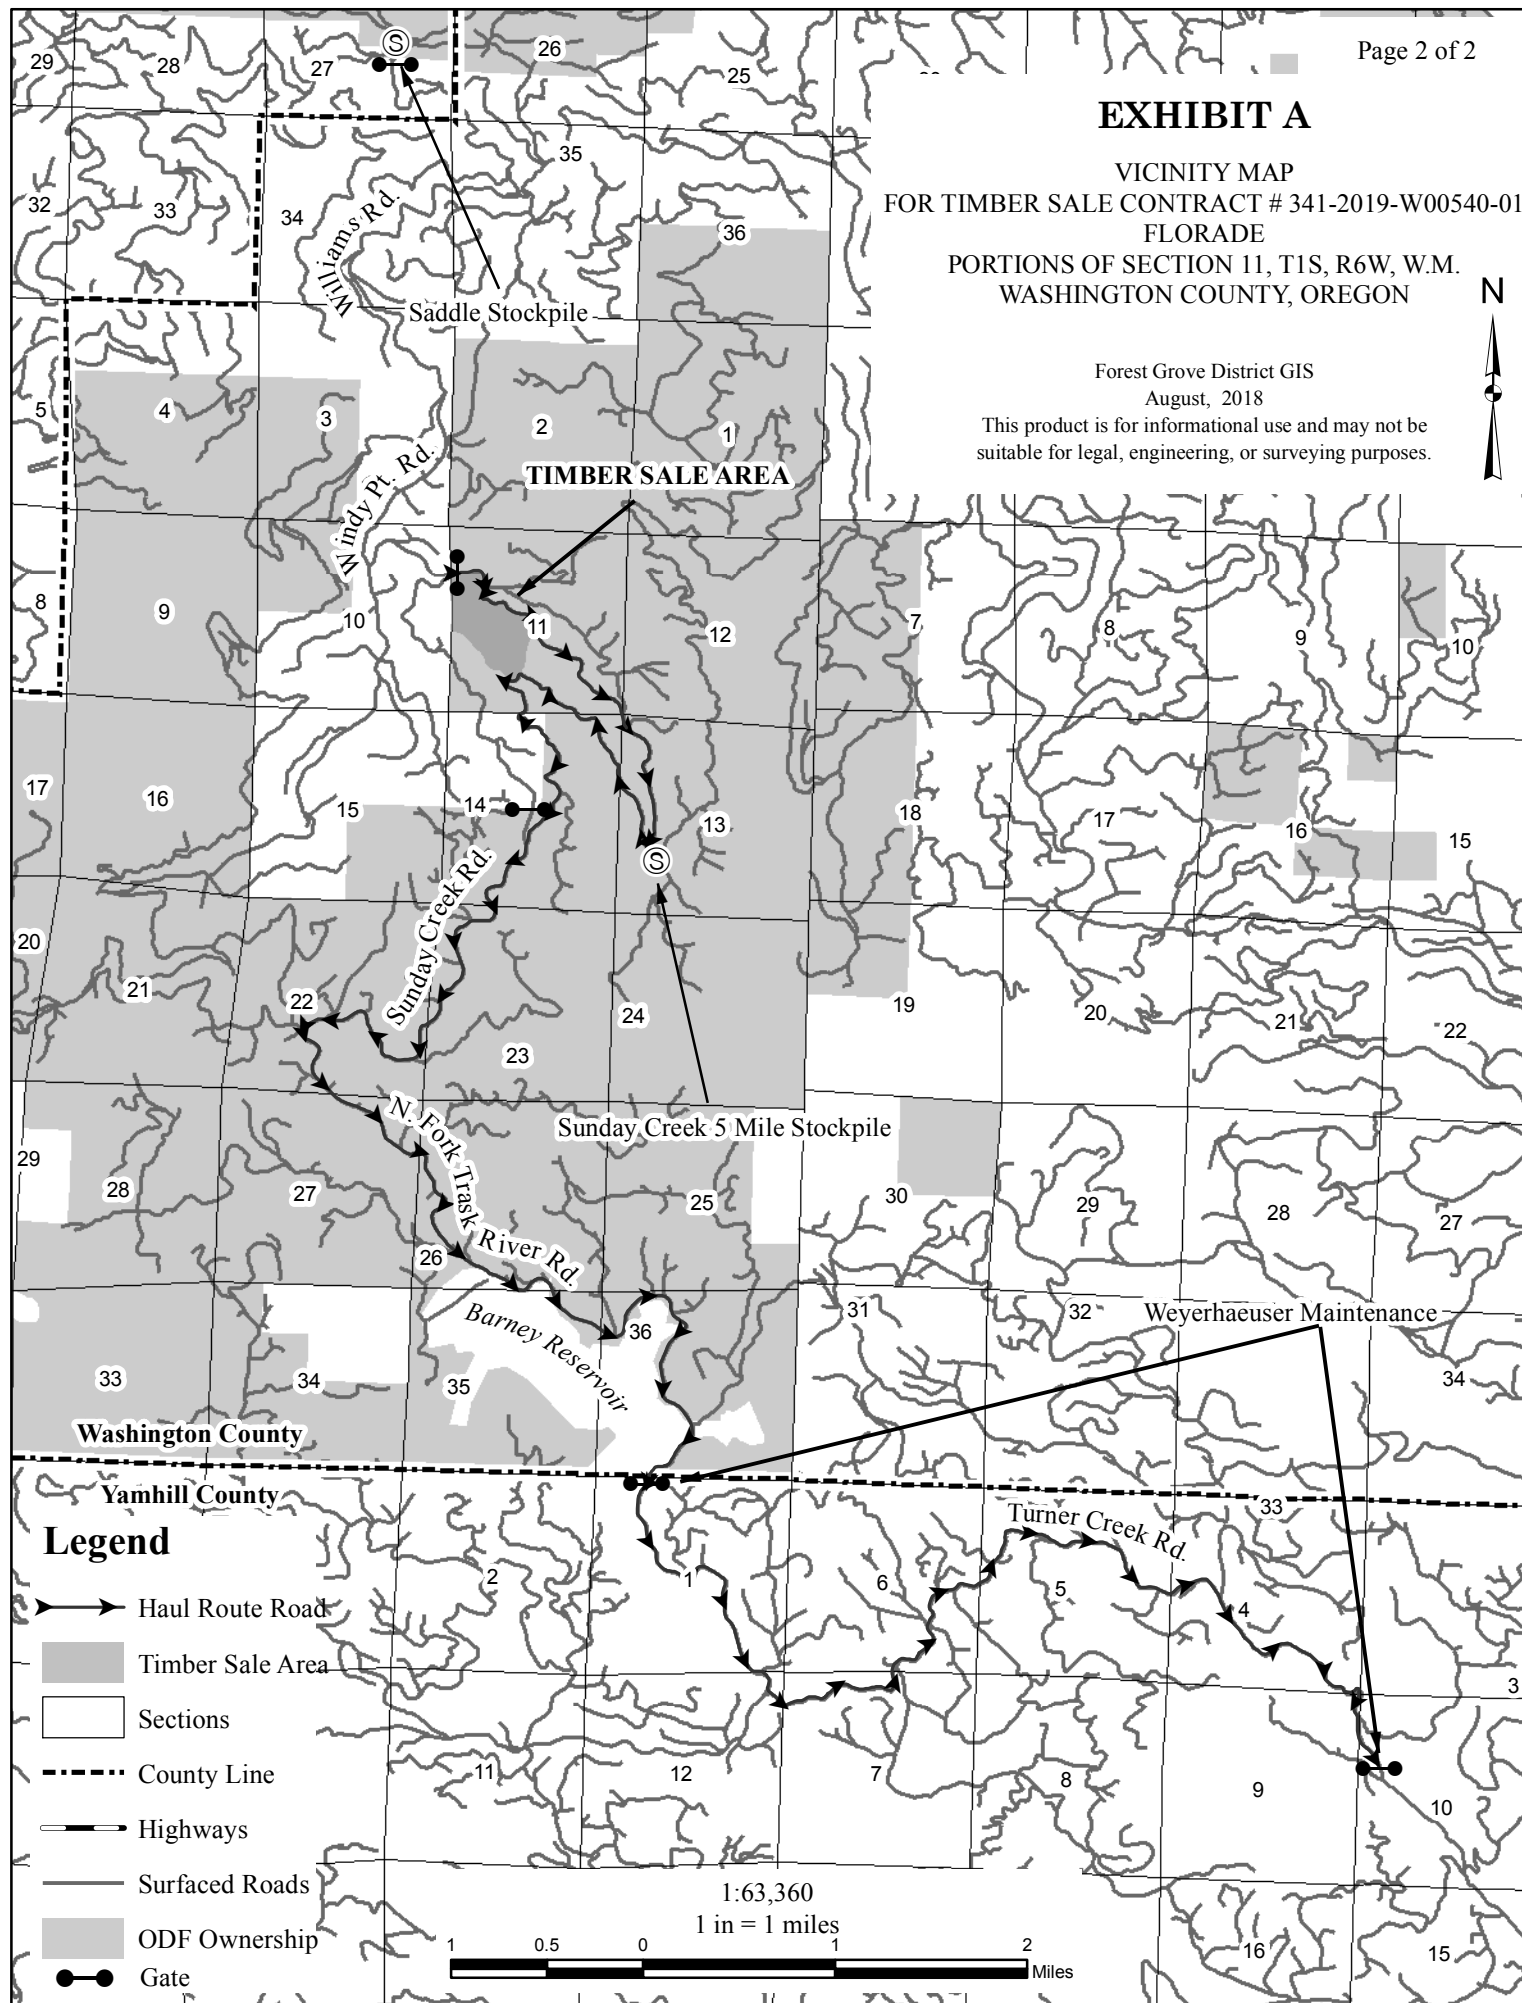 Page 2 of 2
EXHIBIT A
VICINITY MAP
FOR TIMBER SALE CONTRACT # 341-2019-W00540-01
FLORADE
PORTIONS OF SECTION 11, T1S, R6W, W.M.
WASHINGTON COUNTY, OREGON
N
Forest Grove District GIS
August, 2018
This product is for informational use and may not be
suitable for legal, engineering, or surveying purposes.
S
29 28 27 26 25
35
32 33 34 36
Williams Rd.
Saddle Stockpile
5 4 3 2 1
Windy Pt. Rd.
TIMBER SALE AREA
8 9 10 11 12 7 8 9 10
17 16 15 14 13 18 17 16 15
S
Sunday Creek Rd.
20 21 22 23 24 19 20 21 22
N. Fork Trask River Rd.
Sunday Creek 5 Mile Stockpile
29 28 27 26 25 30 29 28 27
Barney Reservoir
Weyerhaeuser Maintenance
33 34 35 36 31 32 33 34
Washington County
Yamhill County
Turner Creek Rd.
2 1 6 5 4 3
11 12 7 8 9 10
16 15
Legend
Haul Route Road
Timber Sale Area
Sections
County Line
Highways
Surfaced Roads
ODF Ownership
Gate
1:63,360
1 in = 1 miles
1 0.5 0 1 2
Miles